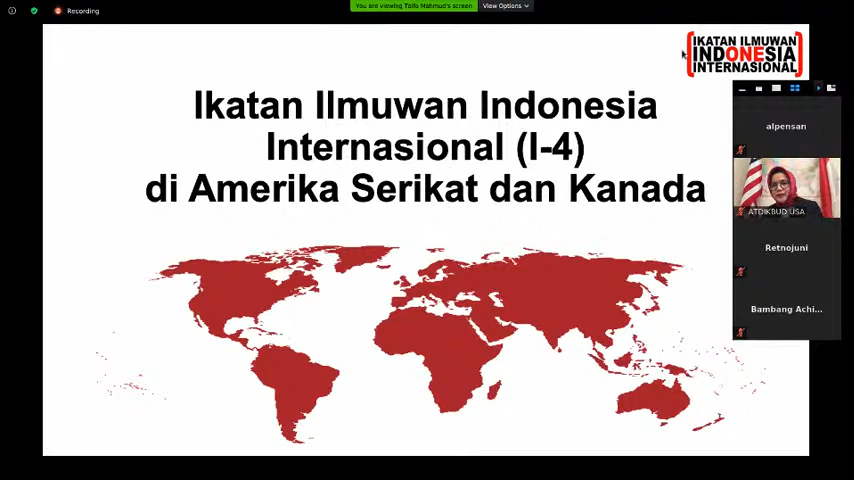 Recording
You are viewing Taifo Mahmud's screen
View Options
IKATAN ILMUWAN
INDONESIA
INTERNASIONAL
Ikatan Ilmuwan Indonesia
Internasional (I-4)
di Amerika Serikat dan Kanada
alpensan
ATDIKBUD USA
Retnojuni
Bambang Achi...